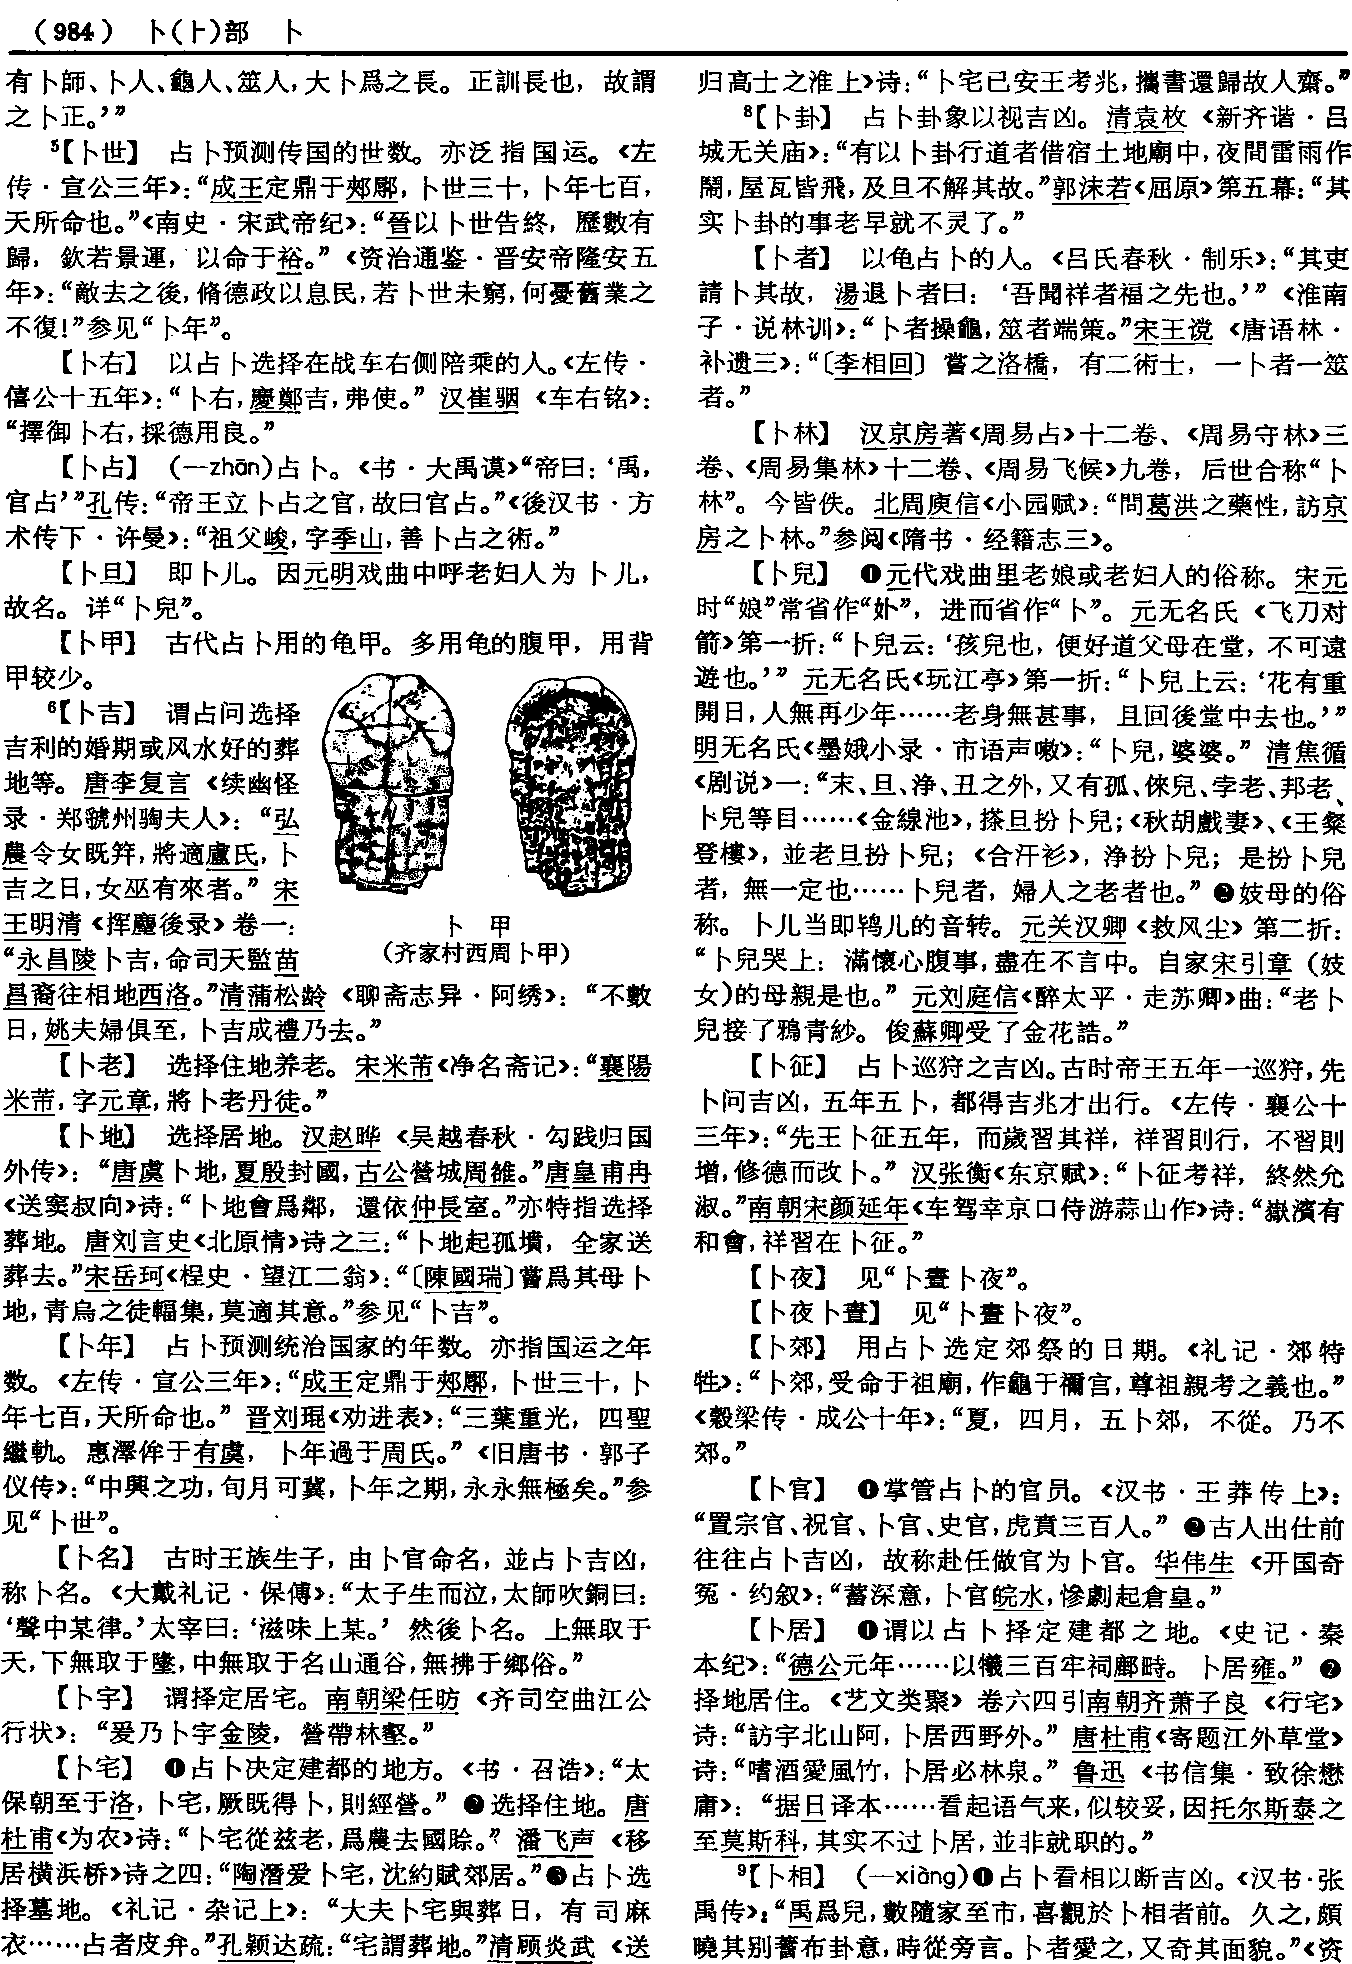 （984） 卜(⺊)部 卜
有卜師、卜人、龜人、筮人，大卜爲之長。正訓長也，故謂
之卜正。’”
⁵【卜世】 占卜预测传国的世数。亦泛指国运。《左
传·宣公三年》：“成王定鼎于郟鄏，卜世三十，卜年七百，
天所命也。”《南史·宋武帝纪》：“晉以卜世告終，歷數有
歸，欽若景運，以命于裕。”《资治通鉴·晋安帝隆安五
年》：“敵去之後，脩德政以息民，若卜世未窮，何憂舊業之
不復!”参见“卜年”。
【卜右】 以占卜选择在战车右侧陪乘的人。《左传·
僖公十五年》：“卜右，慶鄭吉，弗使。”汉崔骃《车右铭》：
“擇御卜右，採德用良。”
【卜占】 (—zhān)占卜。《书·大禹谟》“帝曰：‘禹，
官占’”孔传：“帝王立卜占之官，故曰官占。”《後汉书·方
术传下·许曼》：“祖父峻，字季山，善卜占之術。”
【卜旦】 即卜儿。因元明戏曲中呼老妇人为卜儿，
故名。详“卜兒”。
【卜甲】 古代占卜用的龟甲。多用龟的腹甲，用背
甲较少。
⁶【卜吉】 谓占问选择
吉利的婚期或风水好的葬
地等。唐李复言《续幽怪
录·郑虢州騊夫人》：“弘
農令女既笄，將適盧氏，卜
吉之日，女巫有來者。”宋
王明清《挥麈後录》卷一：
“永昌陵卜吉，命司天監苗
昌裔往相地西洛。”清蒲松龄《聊斋志异·阿绣》：“不數
日，姚夫婦俱至，卜吉成禮乃去。”
卜 甲
(齐家村西周卜甲)
【卜老】 选择住地养老。宋米芾《净名斋记》：“襄陽
米芾，字元章，將卜老丹徒。”
【卜地】 选择居地。汉赵晔《吴越春秋·勾践归国
外传》：“唐虞卜地，夏殷封國，古公營城周雒。”唐皇甫冉
《送窦叔向》诗：“卜地會爲鄰，還依仲長室。”亦特指选择
葬地。唐刘言史《北原情》诗之三：“卜地起孤墳，全家送
葬去。”宋岳珂《桯史·望江二翁》：“〔陳國瑞〕嘗爲其母卜
地，青烏之徒輻集，莫適其意。”参见“卜吉”。
【卜年】 占卜预测统治国家的年数。亦指国运之年
数。《左传·宣公三年》：“成王定鼎于郟鄏，卜世三十，卜
年七百，天所命也。”晋刘琨《劝进表》：“三葉重光，四聖
繼軌。惠澤侔于有虞，卜年過于周氏。”《旧唐书·郭子
仪传》：“中興之功，旬月可冀，卜年之期，永永無極矣。”参
见“卜世”。
【卜名】 古时王族生子，由卜官命名，並占卜吉凶，
称卜名。《大戴礼记·保傅》：“太子生而泣，太師吹銅曰：
‘聲中某律。’太宰曰：‘滋味上某。’然後卜名。上無取于
天，下無取于墜，中無取于名山通谷，無拂于鄉俗。”
【卜宇】 谓择定居宅。南朝梁任昉《齐司空曲江公
行状》：“爰乃卜宇金陵，營帶林壑。”
【卜宅】 ❶占卜决定建都的地方。《书·召诰》：“太
保朝至于洛，卜宅，厥既得卜，則經營。”❷选择住地。唐
杜甫《为农》诗：“卜宅從兹老，爲農去國賒。”潘飞声《移
居横浜桥》诗之四：“陶潛爱卜宅，沈約賦郊居。”❸占卜选
择墓地。《礼记·杂记上》：“大夫卜宅與葬日，有司麻
衣……占者皮弁。”孔颖达疏：“宅謂葬地。”清顾炎武《送
归高士之淮上》诗：“卜宅已安王考兆，攜書還歸故人齋。”
⁸【卜卦】 占卜卦象以视吉凶。清袁枚《新齐谐·吕
城无关庙》：“有以卜卦行道者借宿土地廟中，夜間雷雨作
鬧，屋瓦皆飛，及旦不解其故。”郭沫若《屈原》第五幕：“其
实卜卦的事老早就不灵了。”
【卜者】 以龟占卜的人。《吕氏春秋·制乐》：“其吏
請卜其故，湯退卜者曰：‘吾聞祥者福之先也。’”《淮南
子·说林训》：“卜者操龜，筮者端策。”宋王谠《唐语林·
补遗三》：“〔李相回〕嘗之洛橋，有二術士，一卜者一筮
者。”
【卜林】 汉京房著《周易占》十二卷、《周易守林》三
卷、《周易集林》十二卷、《周易飞候》九卷，后世合称“卜
林”。今皆佚。北周庾信《小园赋》：“問葛洪之藥性，訪京
房之卜林。”参阅《隋书·经籍志三》。
【卜兒】 ❶元代戏曲里老娘或老妇人的俗称。宋元
时“娘”常省作“妚”，进而省作“卜”。元无名氏《飞刀对
箭》第一折：“卜兒云：‘孩兒也，便好道父母在堂，不可遠
遊也。’”元无名氏《玩江亭》第一折：“卜兒上云：‘花有重
開日，人無再少年……老身無甚事，且回後堂中去也。’”
明无名氏《墨娥小录·市语声嗽》：“卜兒，婆婆。”清焦循
《剧说》一：“末、旦、净、丑之外，又有孤、倈兒、孛老、邦老、
卜兒等目……《金線池》，搽旦扮卜兒；《秋胡戲妻》、《王粲
登樓》，並老旦扮卜兒；《合汗衫》，净扮卜兒；是扮卜兒
者，無一定也……卜兒者，婦人之老者也。”❷妓母的俗
称。卜儿当即鸨儿的音转。元关汉卿《救风尘》第二折：
“卜兒哭上：滿懷心腹事，盡在不言中。自家宋引章(妓
女)的母親是也。”元刘庭信《醉太平·走苏卿》曲：“老卜
兒接了鴉青紗。俊蘇卿受了金花誥。”
【卜征】 占卜巡狩之吉凶。古时帝王五年一巡狩，先
卜问吉凶，五年五卜，都得吉兆才出行。《左传·襄公十
三年》：“先王卜征五年，而歲習其祥，祥習則行，不習則
增，修德而改卜。”汉张衡《东京赋》：“卜征考祥，終然允
淑。”南朝宋颜延年《车驾幸京口侍游蒜山作》诗：“嶽濱有
和會，祥習在卜征。”
【卜夜】 见“卜晝卜夜”。
【卜夜卜晝】 见“卜晝卜夜”。
【卜郊】 用占卜选定郊祭的日期。《礼记·郊特
牲》：“卜郊，受命于祖廟，作龜于禰宫，尊祖親考之義也。”
《穀梁传·成公十年》：“夏，四月，五卜郊，不從。乃不
郊。”
【卜官】 ❶掌管占卜的官员。《汉书·王莽传上》：
“置宗官、祝官、卜官、史官，虎賁三百人。”❷古人出仕前
往往占卜吉凶，故称赴任做官为卜官。华伟生《开国奇
冤·约叙》：“蓄深意，卜官皖水，慘劇起倉皇。”
【卜居】 ❶谓以占卜择定建都之地。《史记·秦
本纪》：“德公元年……以犧三百牢祠鄜畤。卜居雍。”❷
择地居住。《艺文类聚》卷六四引南朝齐萧子良《行宅》
诗：“訪宇北山阿，卜居西野外。”唐杜甫《寄题江外草堂》
诗：“嗜酒愛風竹，卜居必林泉。”鲁迅《书信集·致徐懋
庸》：“据日译本……看起语气来，似较妥，因托尔斯泰之
至莫斯科，其实不过卜居，並非就职的。”
⁹【卜相】 (—xiàng)❶占卜看相以断吉凶。《汉书·张
禹传》：“禹爲兒，數隨家至市，喜觀於卜相者前。久之，頗
曉其别蓍布卦意，時從旁言。卜者愛之，又奇其面貌。”《资